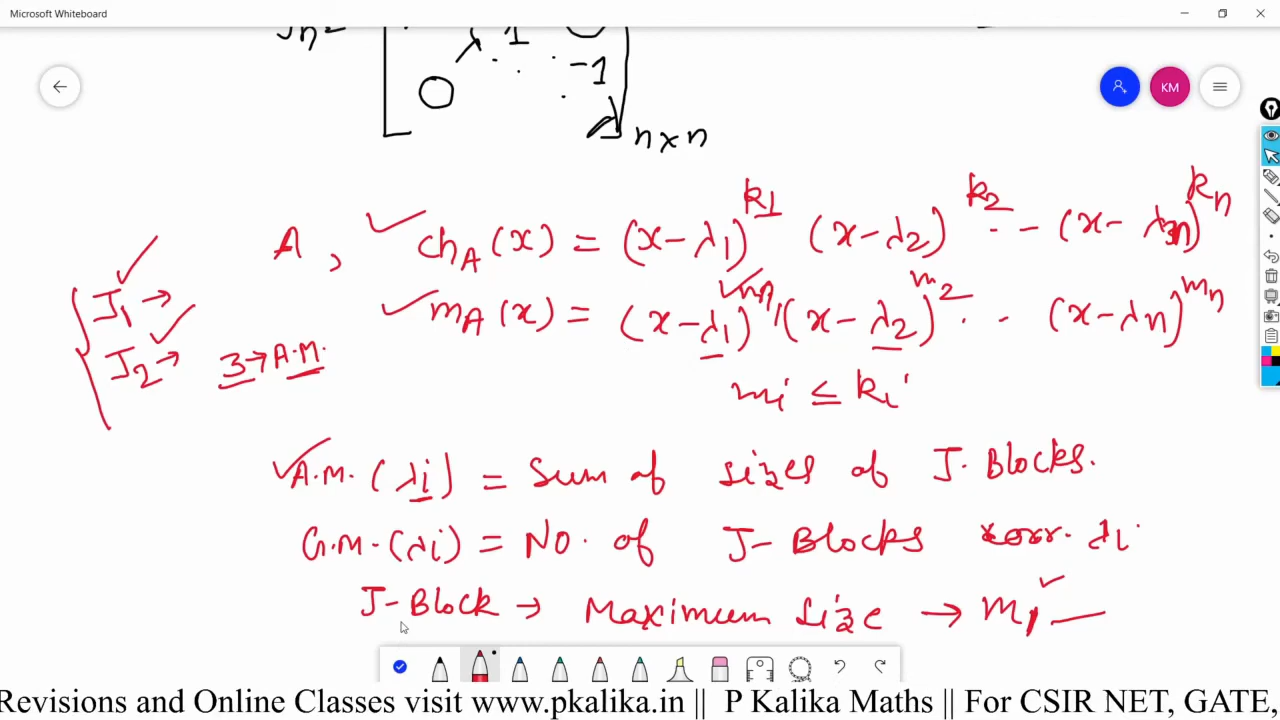 Microsoft Whiteboard
λ 1
0 -1
λ n×n
KM
A, ch_A(x) = (x-λ1)^k1 (x-λ2)^k2 ... (x-λn)^kn
m_A(x) = (x-λ1)^m1 (x-λ2)^m2 ... (x-λn)^mn
J1 →
J2 → 3→A.M.
mi ≤ ki
A.M. (λi) = Sum of sizes of J-Blocks.
G.M. (λi) = No. of J-Blocks corr. λi
J-Block → Maximum Size → m1
Revisions and Online Classes visit www.pkalika.in || P Kalika Maths || For CSIR NET, GATE,